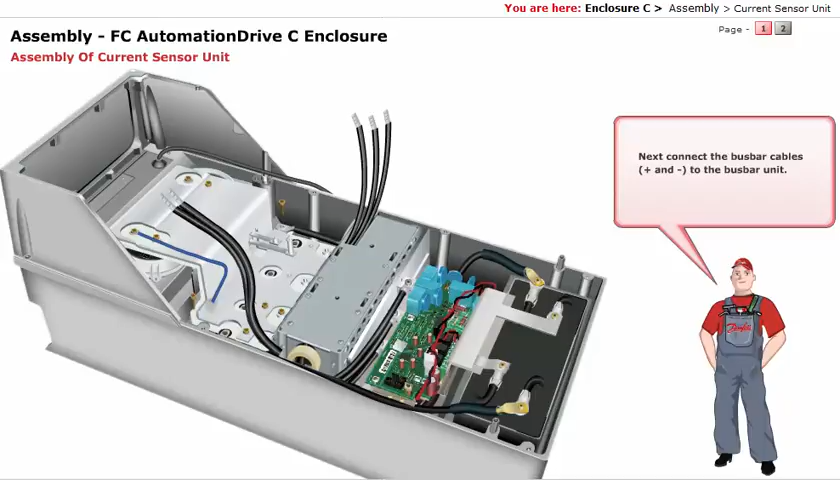 You are here: Enclosure C > Assembly > Current Sensor Unit
Assembly - FC AutomationDrive C Enclosure
Page - 1 2
Assembly Of Current Sensor Unit
Next connect the busbar cables
(+ and -) to the busbar unit.
Danfoss